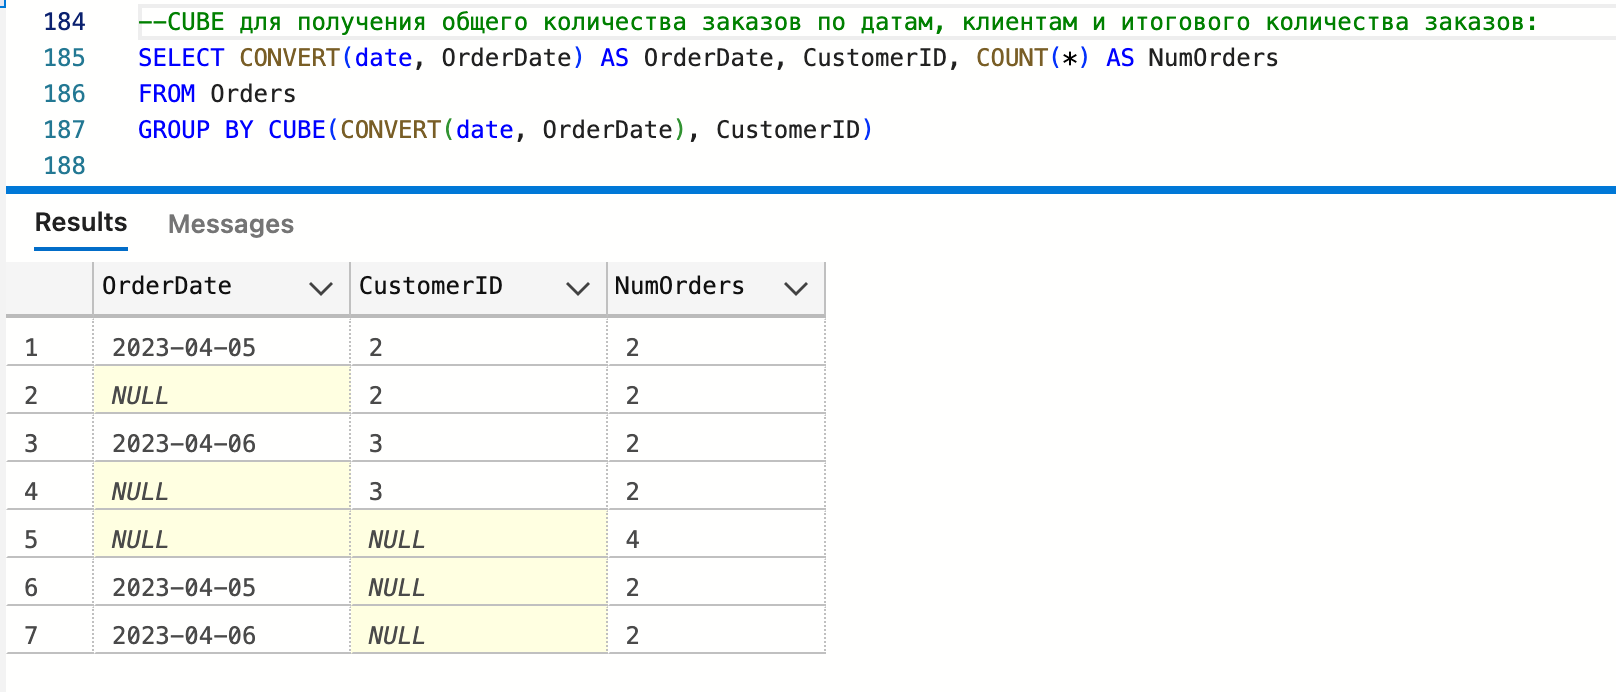 184 --CUBE для получения общего количества заказов по датам, клиентам и итогового количества заказов:
185 SELECT CONVERT(date, OrderDate) AS OrderDate, CustomerID, COUNT(*) AS NumOrders
186 FROM Orders
187 GROUP BY CUBE(CONVERT(date, OrderDate), CustomerID)
188
Results Messages
OrderDate CustomerID NumOrders
1 2023-04-05 2 2
2 NULL 2 2
3 2023-04-06 3 2
4 NULL 3 2
5 NULL NULL 4
6 2023-04-05 NULL 2
7 2023-04-06 NULL 2